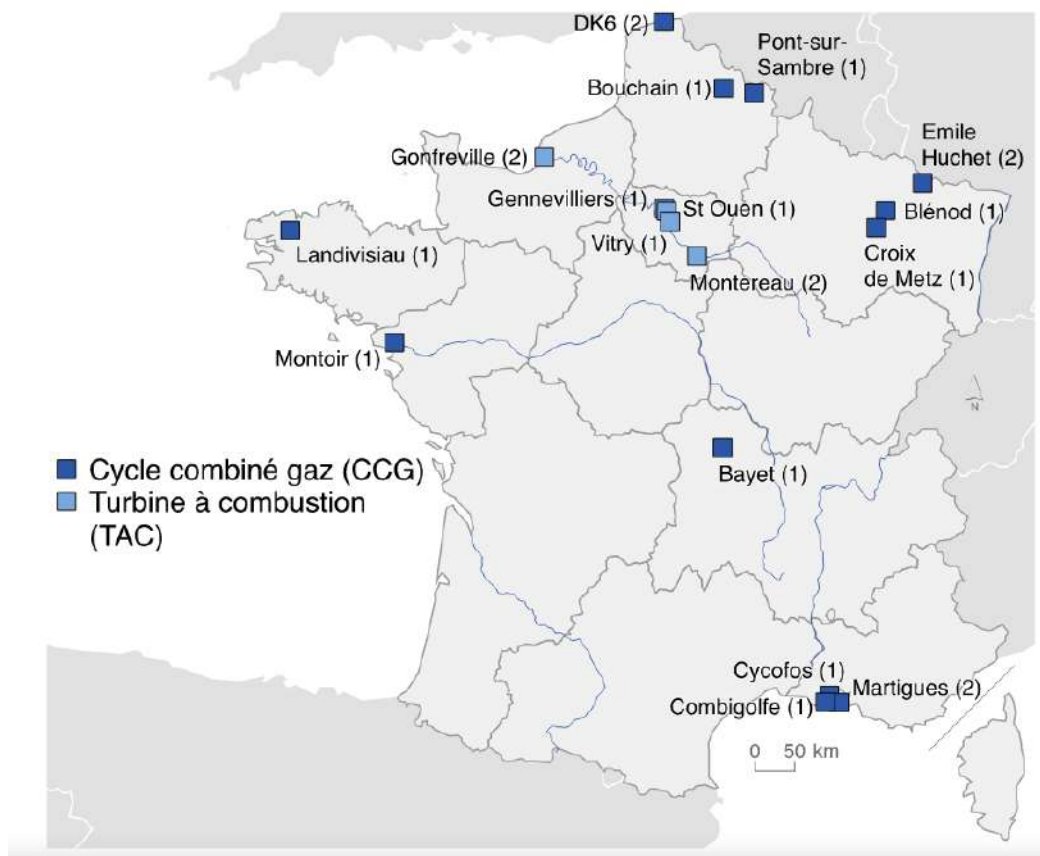 DK6 (2)
Pont-sur-
Sambre (1)
Bouchain (1)
Emile
Huchet (2)
Gonfreville (2)
Gennevilliers (1)
St Ouen (1)
Blénod (1)
Vitry (1)
Croix
de Metz (1)
Landivisiau (1)
Montereau (2)
Montoir (1)
N
Cycle combiné gaz (CCG)
Turbine à combustion
(TAC)
Bayet (1)
Cycofos (1)
Martigues (2)
Combigolfe (1)
0 50 km